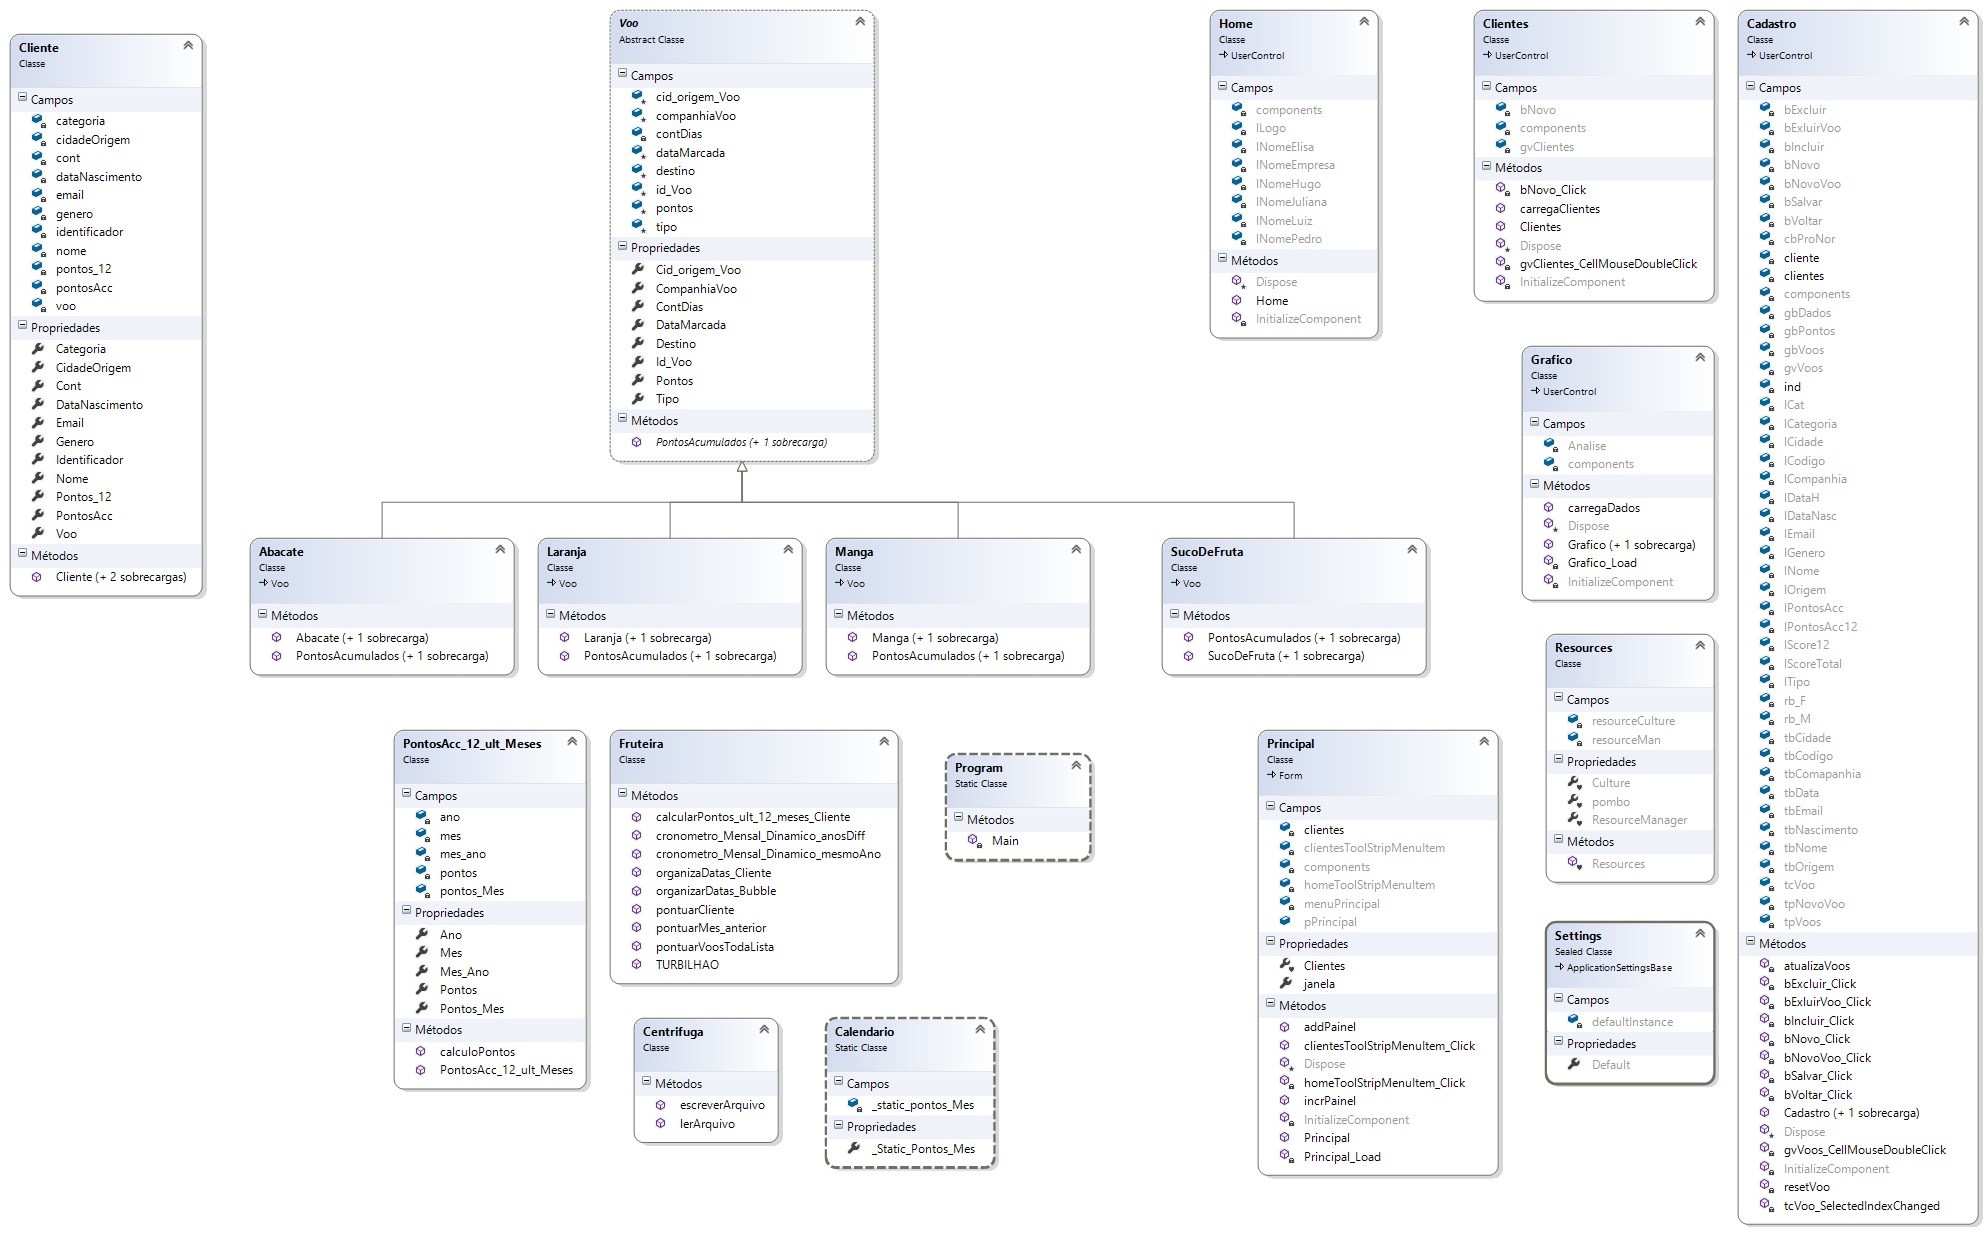 Cliente
Classe
Campos
categoria
cidadeOrigem
cont
dataNascimento
email
genero
identificador
nome
pontos_12
pontosAcc
voo
Propriedades
Categoria
CidadeOrigem
Cont
DataNascimento
Email
Genero
Identificador
Nome
Pontos_12
PontosAcc
Voo
Métodos
Cliente (+ 2 sobrecargas)
Voo
Abstract Classe
Campos
cid_origem_Voo
companhiaVoo
contDias
dataMarcada
destino
id_Voo
pontos
tipo
Propriedades
Cid_origem_Voo
CompanhiaVoo
ContDias
DataMarcada
Destino
Id_Voo
Pontos
Tipo
Métodos
PontosAcumulados (+ 1 sobrecarga)
Abacate
Classe
Voo
Métodos
Abacate (+ 1 sobrecarga)
PontosAcumulados (+ 1 sobrecarga)
Laranja
Classe
Voo
Métodos
Laranja (+ 1 sobrecarga)
PontosAcumulados (+ 1 sobrecarga)
Manga
Classe
Voo
Métodos
Manga (+ 1 sobrecarga)
PontosAcumulados (+ 1 sobrecarga)
SucoDeFruta
Classe
Voo
Métodos
PontosAcumulados (+ 1 sobrecarga)
SucoDeFruta (+ 1 sobrecarga)
PontosAcc_12_ult_Meses
Classe
Campos
ano
mes
mes_ano
pontos
pontos_Mes
Propriedades
Ano
Mes
Mes_Ano
Pontos
Pontos_Mes
Métodos
calculoPontos
PontosAcc_12_ult_Meses
Fruteira
Classe
Métodos
calcularPontos_ult_12_meses_Cliente
cronometro_Mensal_Dinamico_anosDiff
cronometro_Mensal_Dinamico_mesmoAno
organizaDatas_Cliente
organizarDatas_Bubble
pontuarCliente
pontuarMes_anterior
pontuarVoosTodaLista
TURBILHAO
Program
Static Classe
Métodos
Main
Centrifuga
Classe
Métodos
escreverArquivo
lerArquivo
Calendario
Static Classe
Campos
_static_pontos_Mes
Propriedades
_Static_Pontos_Mes
Home
Classe
UserControl
Campos
components
lLogo
lNomeElisa
lNomeEmpresa
lNomeHugo
lNomeJuliana
lNomeLuiz
lNomePedro
Métodos
Dispose
Home
InitializeComponent
Principal
Classe
Form
Campos
clientes
clientesToolStripMenuItem
components
homeToolStripMenuItem
menuPrincipal
pPrincipal
Propriedades
Clientes
janela
Métodos
addPainel
clientesToolStripMenuItem_Click
Dispose
homeToolStripMenuItem_Click
incrPainel
InitializeComponent
Principal
Principal_Load
Clientes
Classe
UserControl
Campos
bNovo
components
gvClientes
Métodos
bNovo_Click
carregaClientes
Clientes
Dispose
gvClientes_CellMouseDoubleClick
InitializeComponent
Grafico
Classe
UserControl
Campos
Analise
components
Métodos
carregaDados
Dispose
Grafico (+ 1 sobrecarga)
Grafico_Load
InitializeComponent
Resources
Classe
Campos
resourceCulture
resourceMan
Propriedades
Culture
pombo
ResourceManager
Métodos
Resources
Settings
Sealed Classe
ApplicationSettingsBase
Campos
defaultInstance
Propriedades
Default
Cadastro
Classe
UserControl
Campos
bExcluir
bExluirVoo
bIncluir
bNovo
bNovoVoo
bSalvar
bVoltar
cbProNor
cliente
clientes
components
gbDados
gbPontos
gbVoos
gvVoos
ind
lCat
lCategoria
lCidade
lCodigo
lCompanhia
lDataH
lDataNasc
lEmail
lGenero
lNome
lOrigem
lPontosAcc
lPontosAcc12
lScore12
lScoreTotal
lTipo
rb_F
rb_M
tbCidade
tbCodigo
tbComapanhia
tbData
tbEmail
tbNascimento
tbNome
tbOrigem
tcVoo
tpNovoVoo
tpVoos
Métodos
atualizaVoos
bExcluir_Click
bExluirVoo_Click
bIncluir_Click
bNovo_Click
bNovoVoo_Click
bSalvar_Click
bVoltar_Click
Cadastro (+ 1 sobrecarga)
Dispose
gvVoos_CellMouseDoubleClick
InitializeComponent
resetVoo
tcVoo_SelectedIndexChanged